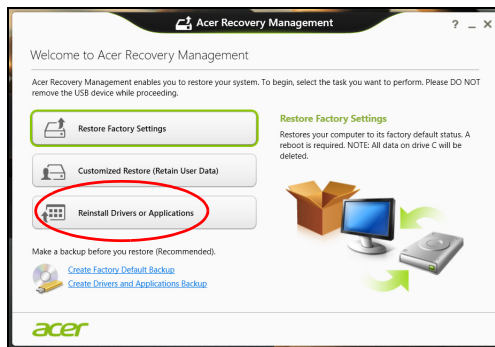 Acer Recovery Management
? _ X
Welcome to Acer Recovery Management
Acer Recovery Management enables you to restore your system. To begin, select the task you want to perform. Please DO NOT
remove the USB device while proceeding.
Restore Factory Settings
Customized Restore (Retain User Data)
Reinstall Drivers or Applications
Restore Factory Settings
Restores your computer to its factory default status. A
reboot is required. NOTE: All data on drive C will be
deleted.
Make a backup before you restore (Recommended).
Create Factory Default Backup
Create Drivers and Applications Backup
acer